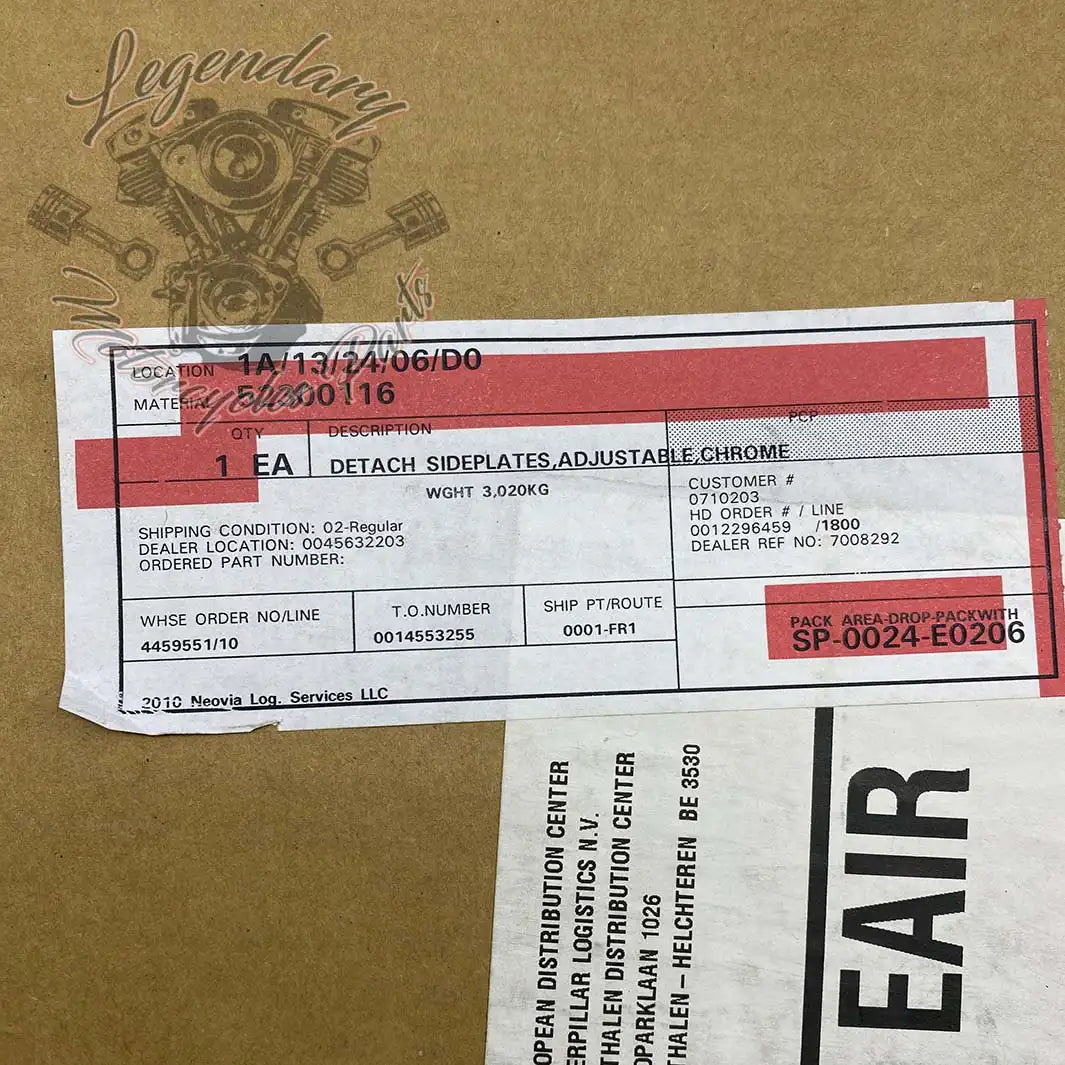 Legendary
Motorcycles Parts
LOCATION 1A/13/24/06/D0
MATERIAL 52300116
QTY DESCRIPTION PCP
1 EA DETACH SIDEPLATES,ADJUSTABLE,CHROME
WGHT 3,020KG
CUSTOMER #
0710203
HD ORDER # / LINE
0012296459 /1800
DEALER REF NO: 7008292
SHIPPING CONDITION: 02-Regular
DEALER LOCATION: 0045632203
ORDERED PART NUMBER:
WHSE ORDER NO/LINE
4459551/10
T.O.NUMBER
0014553255
SHIP PT/ROUTE
0001-FR1
PACK AREA-DROP-PACKWITH
SP-0024-E0206
2010 Neovia Log. Services LLC
OPEAN DISTRIBUTION CENTER
ERPILLAR LOGISTICS N.V.
THALEN DISTRIBUTION CENTER
OPARKLAAN 1026
THALEN – HELCHTEREN BE 3530
EAIR